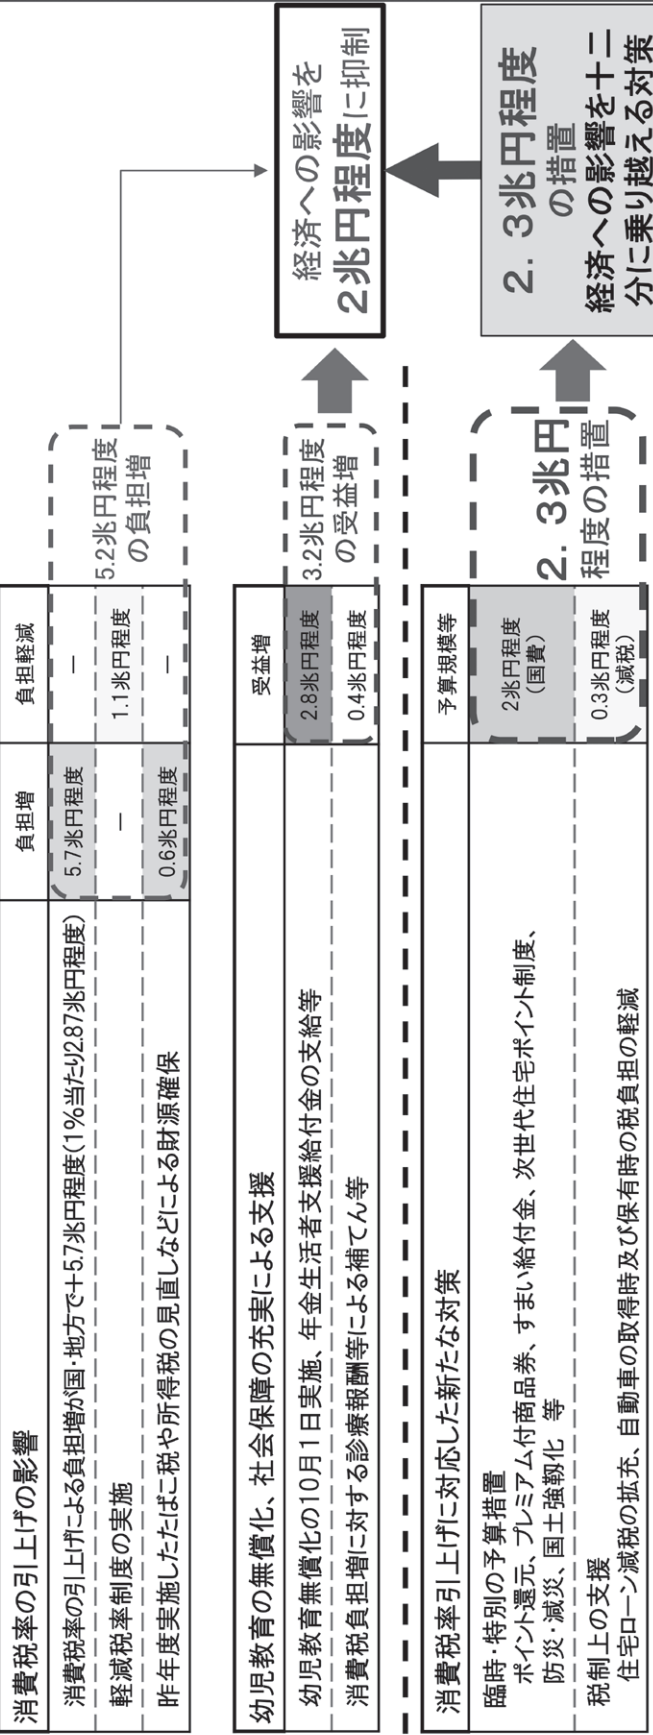 消費税率の引上げの影響
負担増
負担軽減
消費税率の引上げによる負担増が国・地方で+5.7兆円程度(1%当たり2.87兆円程度)
5.7兆円程度
－
軽減税率制度の実施
－
1.1兆円程度
昨年度実施したたばこ税や所得税の見直しなどによる財源確保
0.6兆円程度
－
5.2兆円程度
の負担増
幼児教育の無償化、社会保障の充実による支援
受益増
幼児教育無償化の10月1日実施、年金生活者支援給付金の支給等
2.8兆円程度
消費税負担増に対する診療報酬等による補てん等
0.4兆円程度
3.2兆円程度
の受益増
経済への影響を
2兆円程度に抑制
消費税率引上げに対応した新たな対策
予算規模等
臨時・特別の予算措置
ポイント還元、プレミアム付商品券、すまい給付金、次世代住宅ポイント制度、
防災・減災、国土強靱化 等
2兆円程度
(国費)
税制上の支援
住宅ローン減税の拡充、自動車の取得時及び保有時の税負担の軽減
0.3兆円程度
(減税)
2. 3兆円
程度の措置
2. 3兆円程度
の措置
経済への影響を十二
分に乗り越える対策